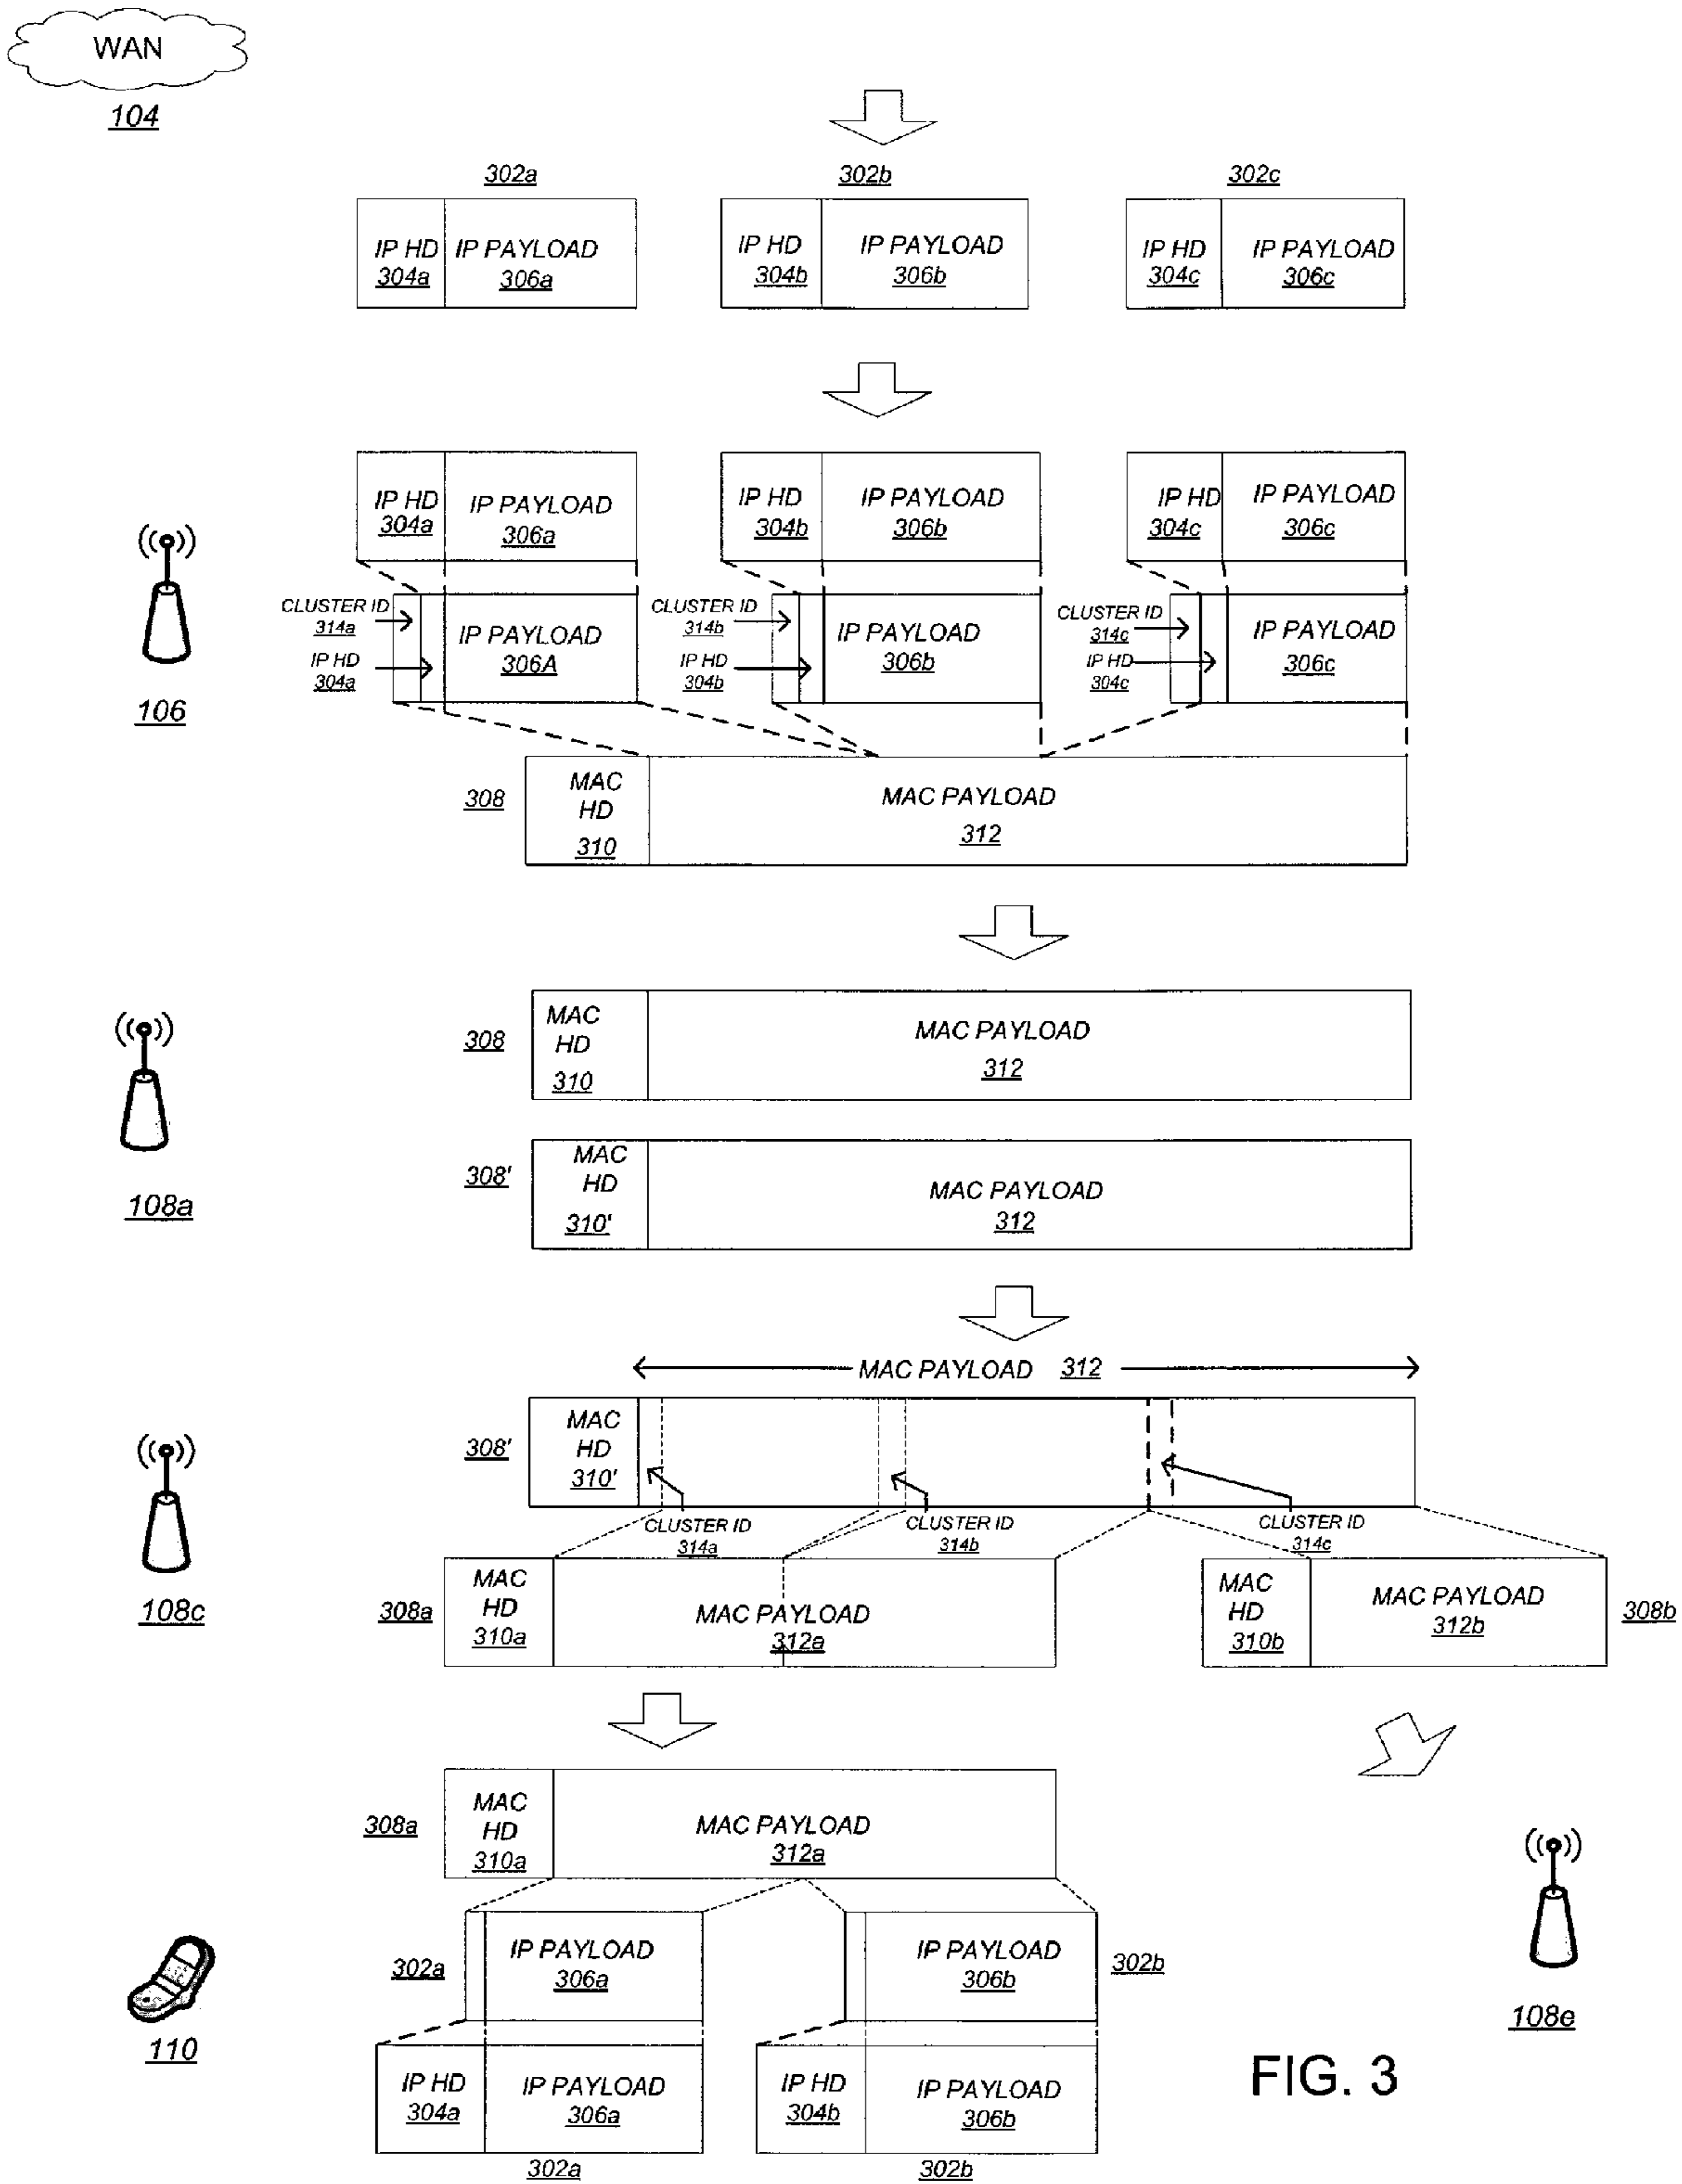 WAN
104
302a 302b 302c
IP HD IP PAYLOAD IP HD IP PAYLOAD IP HD IP PAYLOAD
304a 306a 304b 306b 304c 306c
IP HD IP PAYLOAD IP HD IP PAYLOAD IP HD IP PAYLOAD
304a 306a 304b 306b 304c 306c
CLUSTER ID CLUSTER ID CLUSTER ID
314a 314b 314c
IP PAYLOAD IP PAYLOAD IP PAYLOAD
306A 306b 306c
IP HD IP HD IP HD
304a 304b 304c
106
308 MAC HD 310 MAC PAYLOAD 312
308 MAC HD 310 MAC PAYLOAD 312
108a
308' MAC HD 310' MAC PAYLOAD 312
MAC PAYLOAD 312
308' MAC HD 310'
CLUSTER ID CLUSTER ID CLUSTER ID
314a 314b 314c
108c
308a MAC HD 310a MAC PAYLOAD 312a
MAC HD 310b MAC PAYLOAD 312b 308b
308a MAC HD 310a MAC PAYLOAD 312a
302a IP PAYLOAD 306a IP PAYLOAD 306b 302b
108e
110
IP HD IP PAYLOAD IP HD IP PAYLOAD
304a 306a 304b 306b
302a 302b
FIG. 3